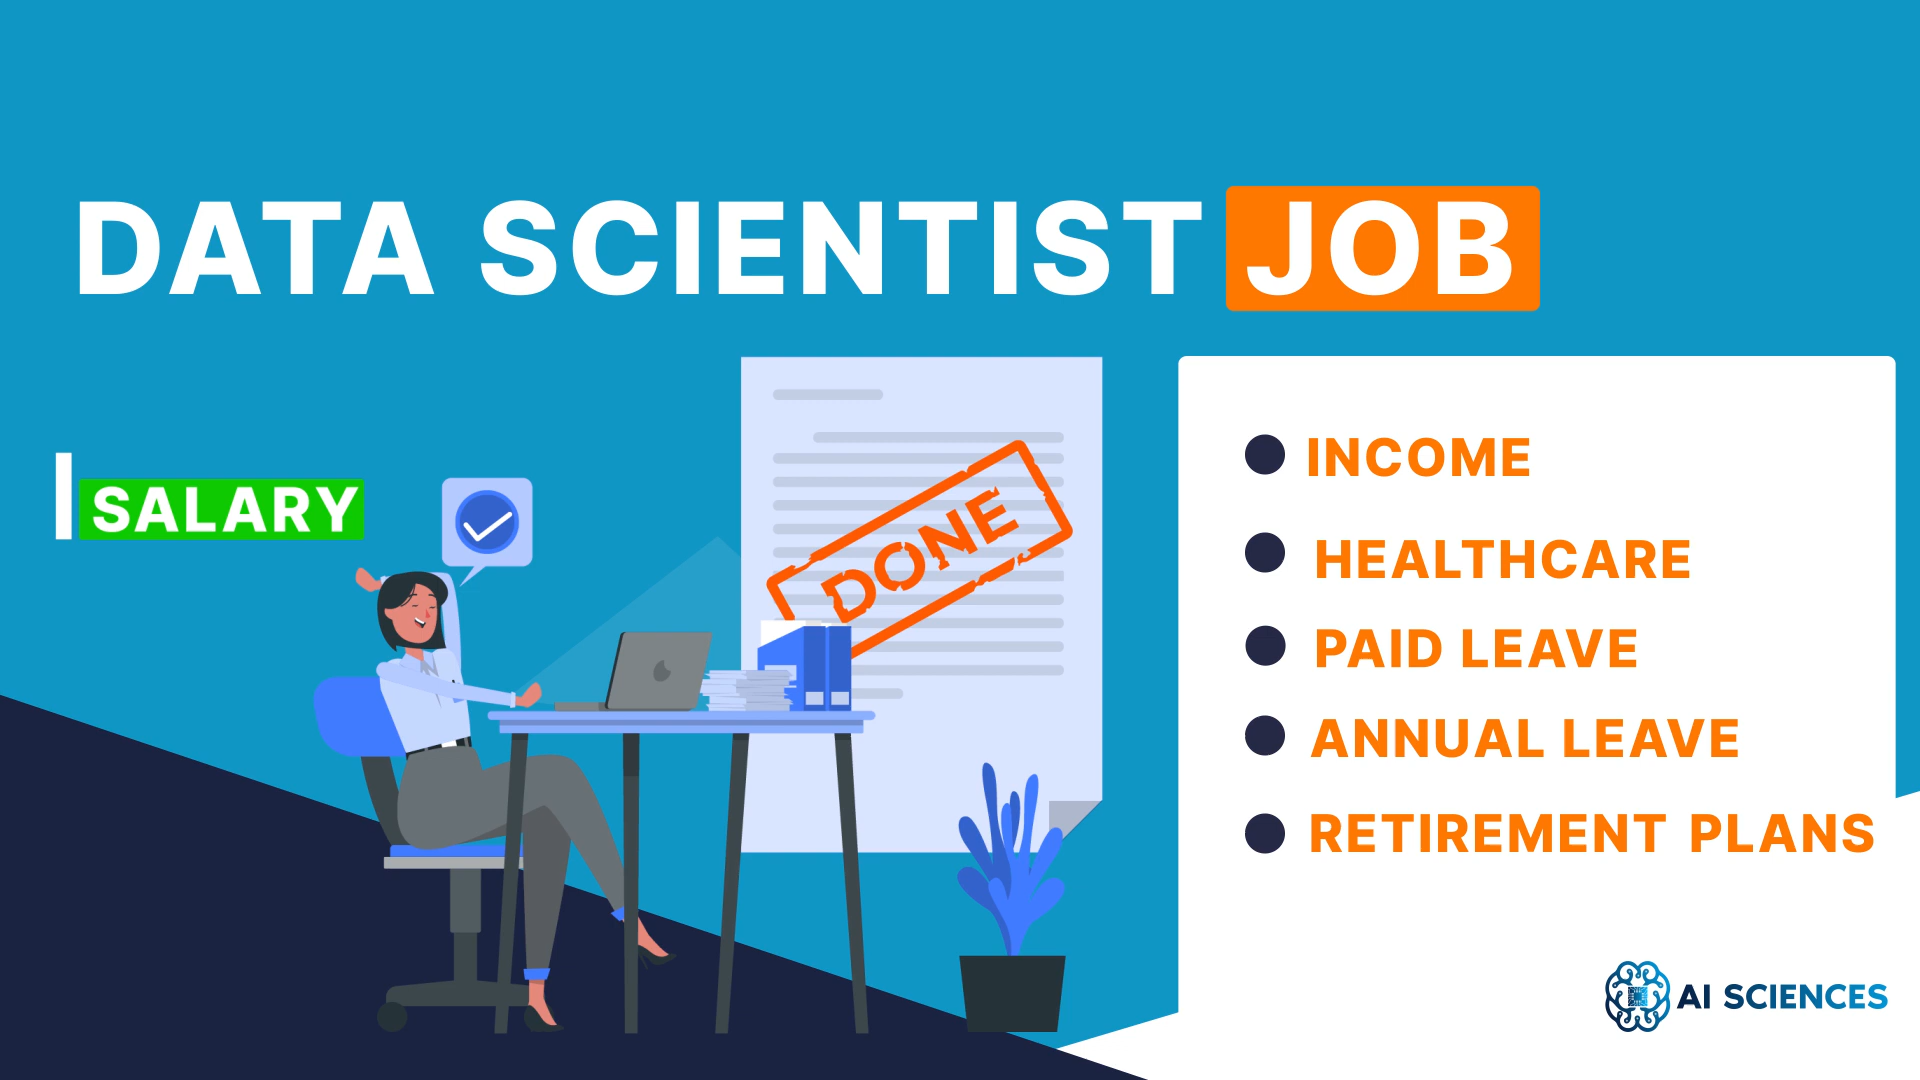 DATA SCIENTIST JOB
SALARY
DONE
INCOME
HEALTHCARE
PAID LEAVE
ANNUAL LEAVE
RETIREMENT PLANS
AI SCIENCES